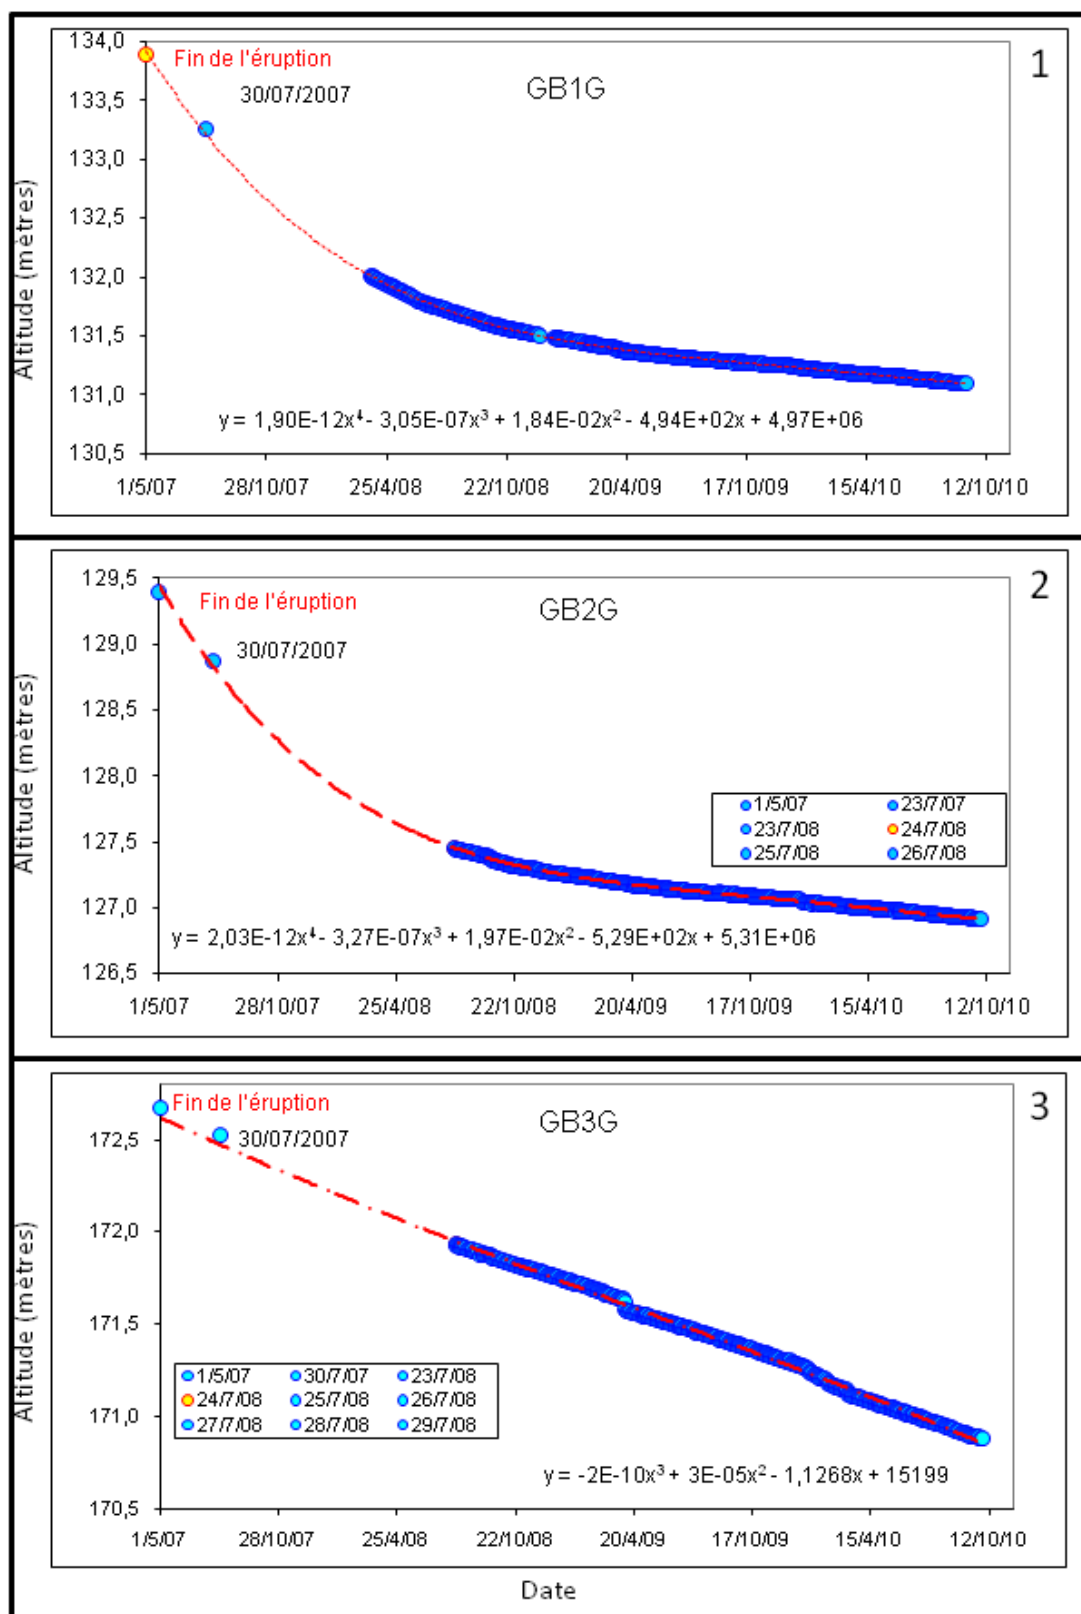 1
GB1G
Fin de l'éruption
30/07/2007
Altitude (mètres)
134,0
133,5
133,0
132,5
132,0
131,5
131,0
130,5
y = 1,90E-12x⁴ - 3,05E-07x³ + 1,84E-02x² - 4,94E+02x + 4,97E+06
1/5/07 28/10/07 25/4/08 22/10/08 20/4/09 17/10/09 15/4/10 12/10/10
2
GB2G
Fin de l'éruption
30/07/2007
Altitude (mètres)
129,5
129,0
128,5
128,0
127,5
127,0
126,5
1/5/07 23/7/07
23/7/08 24/7/08
25/7/08 26/7/08
y = 2,03E-12x⁴ - 3,27E-07x³ + 1,97E-02x² - 5,29E+02x + 5,31E+06
1/5/07 28/10/07 25/4/08 22/10/08 20/4/09 17/10/09 15/4/10 12/10/10
3
GB3G
Fin de l'éruption
30/07/2007
Altitude (mètres)
172,5
172,0
171,5
171,0
170,5
1/5/07 30/7/07 23/7/08
24/7/08 25/7/08 26/7/08
27/7/08 28/7/08 29/7/08
y = -2E-10x³ + 3E-05x² - 1,1268x + 15199
1/5/07 28/10/07 25/4/08 22/10/08 20/4/09 17/10/09 15/4/10 12/10/10
Date